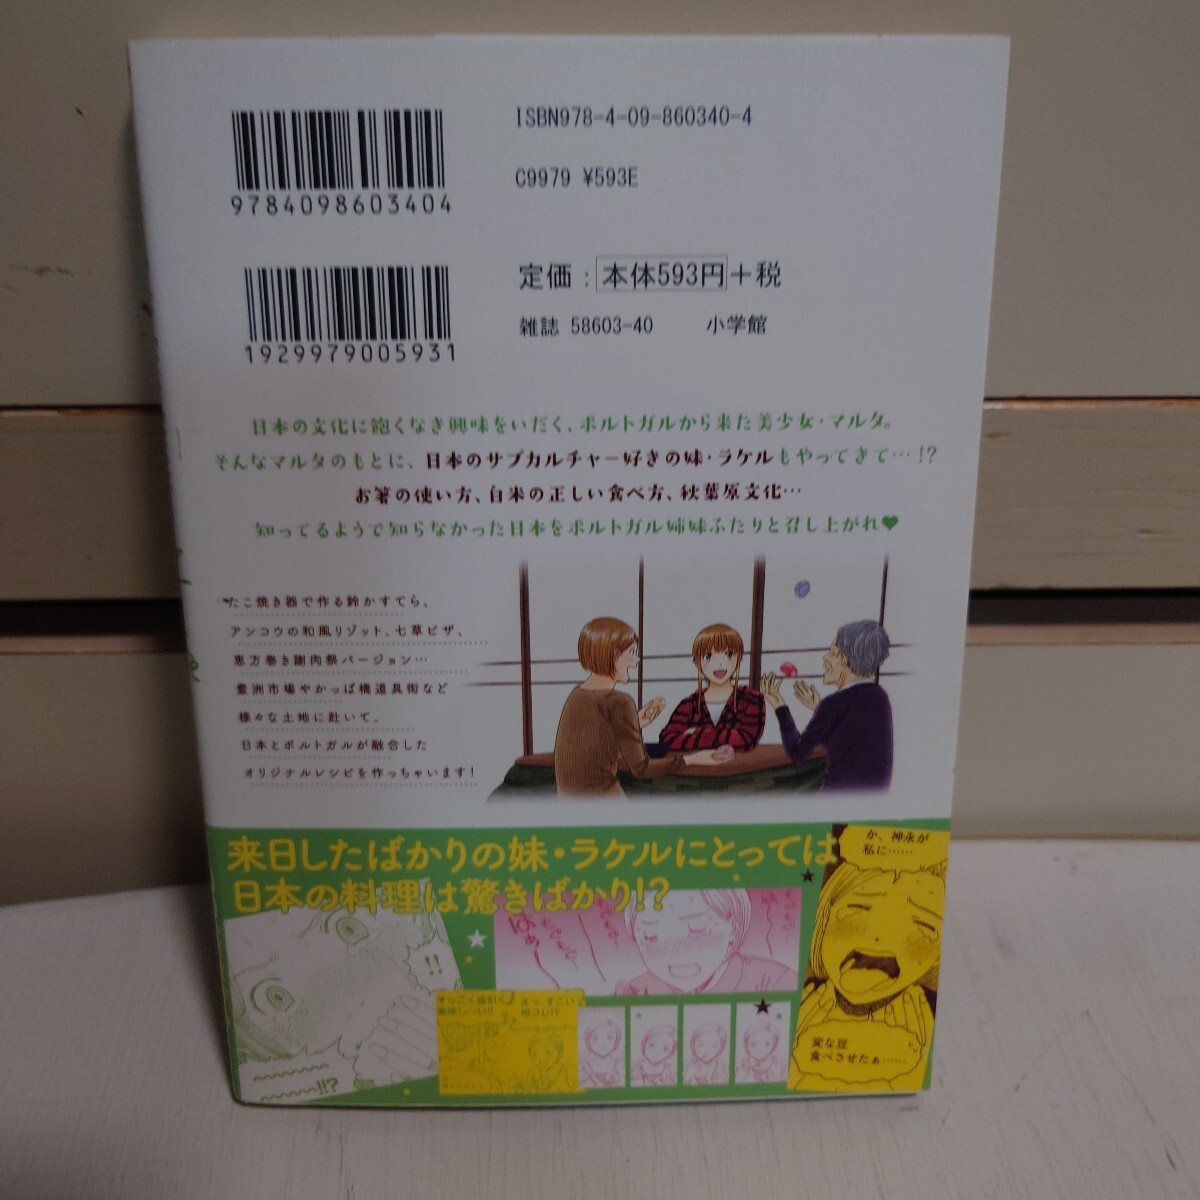 ISBN978-4-09-860340-4
C9979 ¥593E
9784098603404
定価：本体593円＋税
雑誌 58603-40 小学館
1929979005931
日本の文化に飽くなき興味をいだく、ポルトガルから来た美少女・マルタ。
そんなマルタのもとに、日本のサブカルチャー好きの妹・ラケルもやってきて…!?
お箸の使い方、白米の正しい食べ方、秋葉原文化…
知ってるようで知らなかった日本をポルトガル姉妹ふたりと召し上がれ♥
たこ焼き器で作る鈴かすてら、
アンコウの和風リゾット、七草ピザ、
恵方巻き謝肉祭バージョン…
豊洲市場やかっぱ橋道具街など
様々な土地に赴いて、
日本とポルトガルが融合した
オリジナルレシピを作っちゃいます！
来日したばかりの妹・ラケルにとっては
日本の料理は驚きばかり!?
か、神永が
私に……
!!
!!?
変な豆
食べさせたぁ……